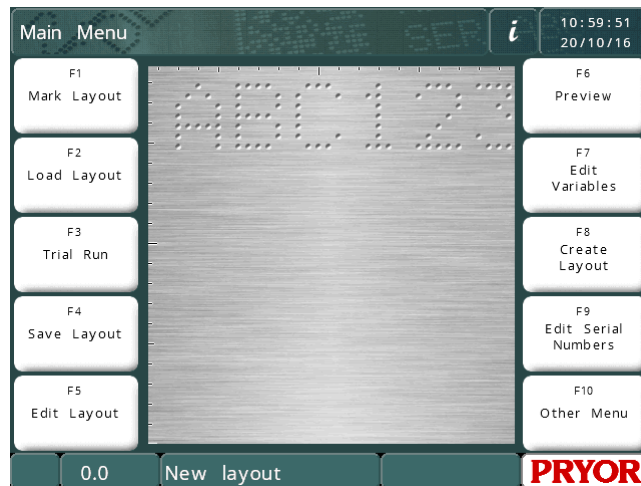 Main Menu
i
10:59:51
20/10/16
F1
Mark Layout
F2
Load Layout
F3
Trial Run
F4
Save Layout
F5
Edit Layout
ABC123
F6
Preview
F7
Edit
Variables
F8
Create
Layout
F9
Edit Serial
Numbers
F10
Other Menu
0.0
New layout
PRYOR